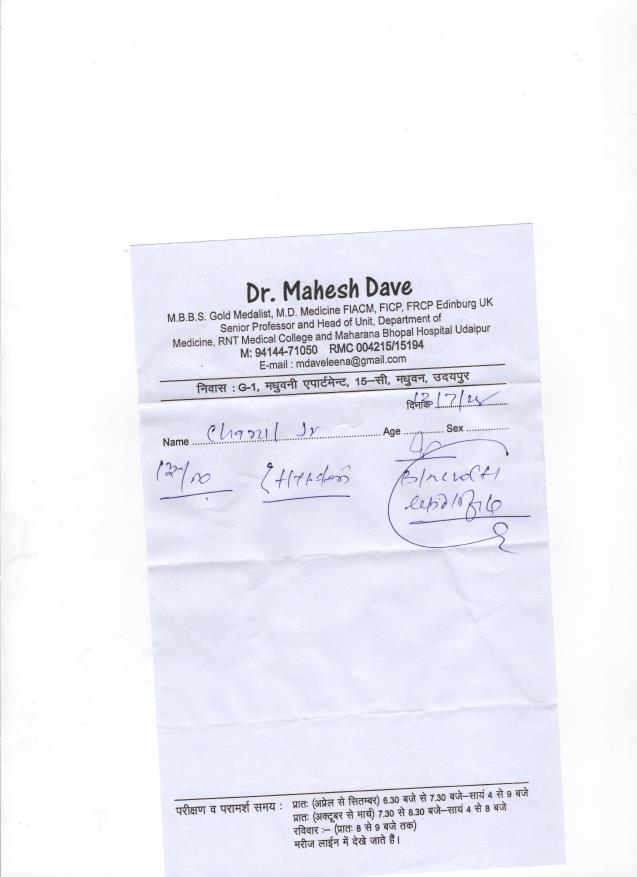 Dr. Mahesh Dave
M.B.B.S. Gold Medalist, M.D. Medicine FIACM, FICP, FRCP Edinburg UK
Senior Professor and Head of Unit, Department of
Medicine, RNT Medical College and Maharana Bhopal Hospital Udaipur
M: 94144-71050 RMC 004215/15194
E-mail : mdaveleena@gmail.com
निवास : G-1, मधुवनी एपार्टमेन्ट, 15–सी, मधुवन, उदयपुर
दिनांक
Name Age Sex
परीक्षण व परामर्श समय : प्रातः (अप्रेल से सितम्बर) 6.30 बजे से 7.30 बजे–सायं 4 से 9 बजे
प्रातः (अक्टूबर से मार्च) 7.30 से 8.30 बजे–सायं 4 से 8 बजे
रविवार :– (प्रातः 8 से 9 बजे तक)
मरीज लाईन में देखे जाते हैं।